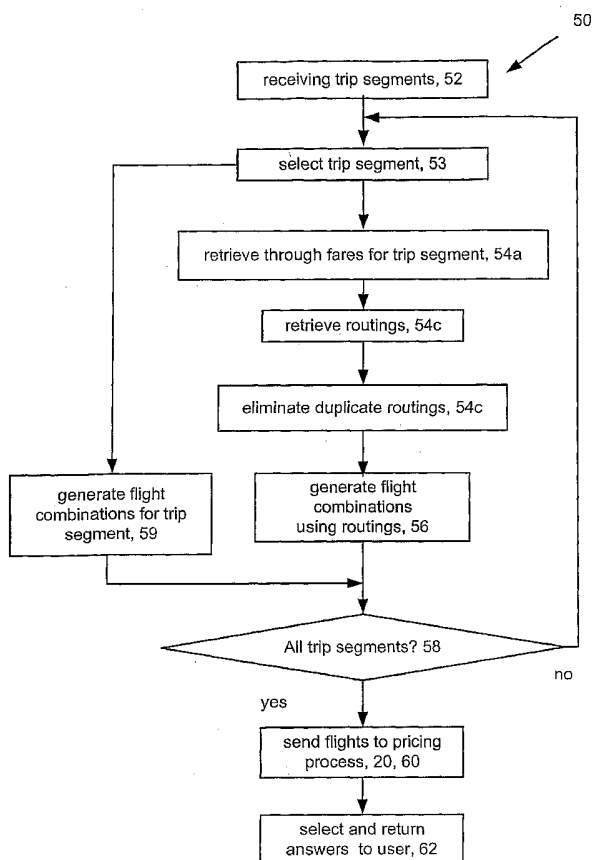 50
receiving trip segments, 52
select trip segment, 53
retrieve through fares for trip segment, 54a
retrieve routings, 54c
eliminate duplicate routings, 54c
generate flight
combinations for trip
segment, 59
generate flight
combinations
using routings, 56
All trip segments? 58
no
yes
send flights to pricing
process, 20, 60
select and return
answers to user, 62